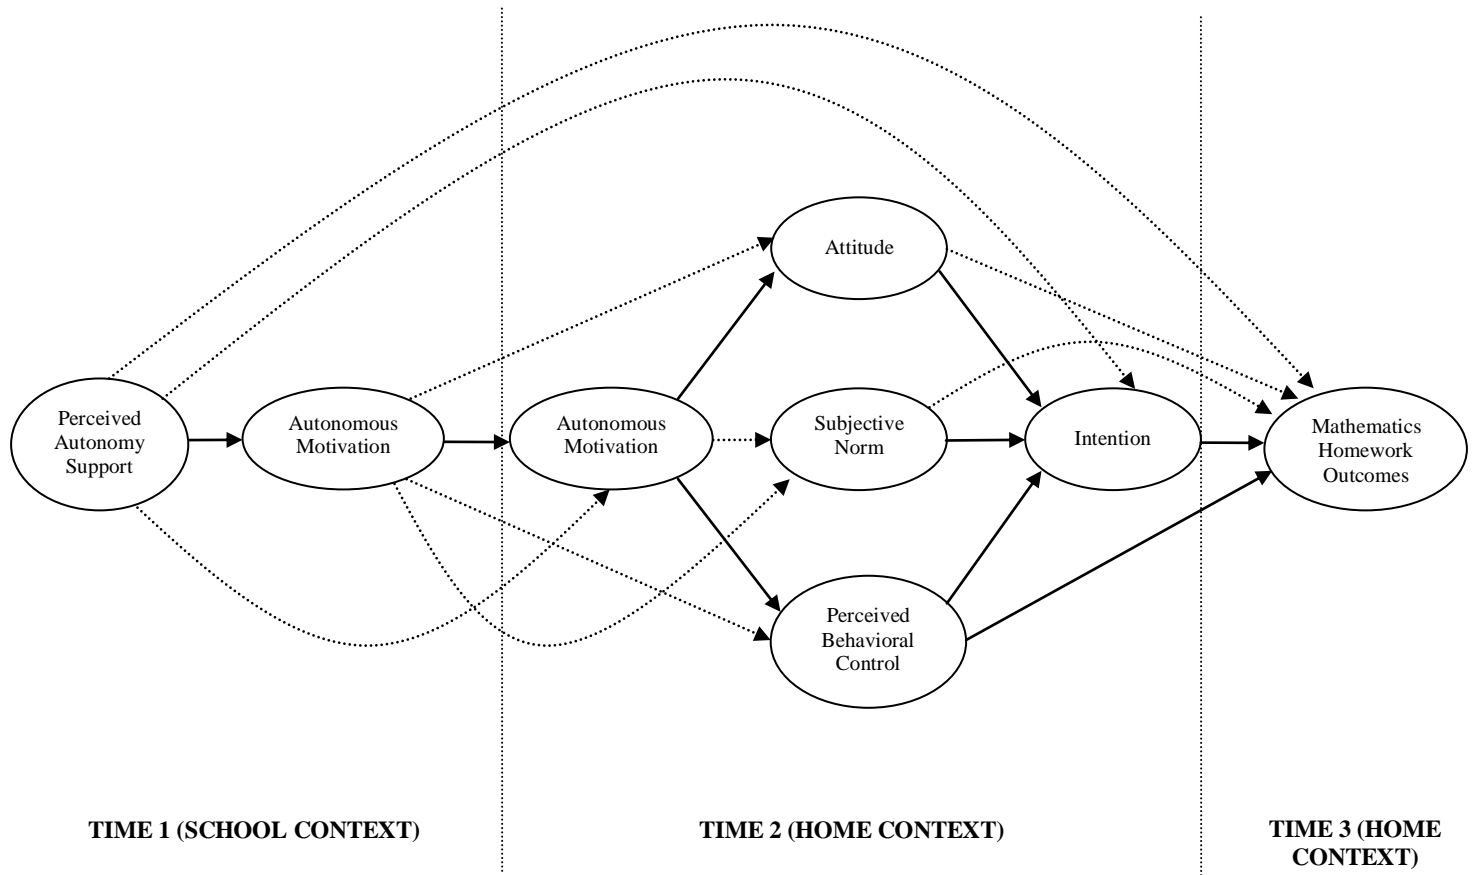 Attitude
Perceived
Autonomy
Support
Autonomous
Motivation
Autonomous
Motivation
Subjective
Norm
Intention
Mathematics
Homework
Outcomes
Perceived
Behavioral
Control
TIME 1 (SCHOOL CONTEXT)
TIME 2 (HOME CONTEXT)
TIME 3 (HOME
CONTEXT)